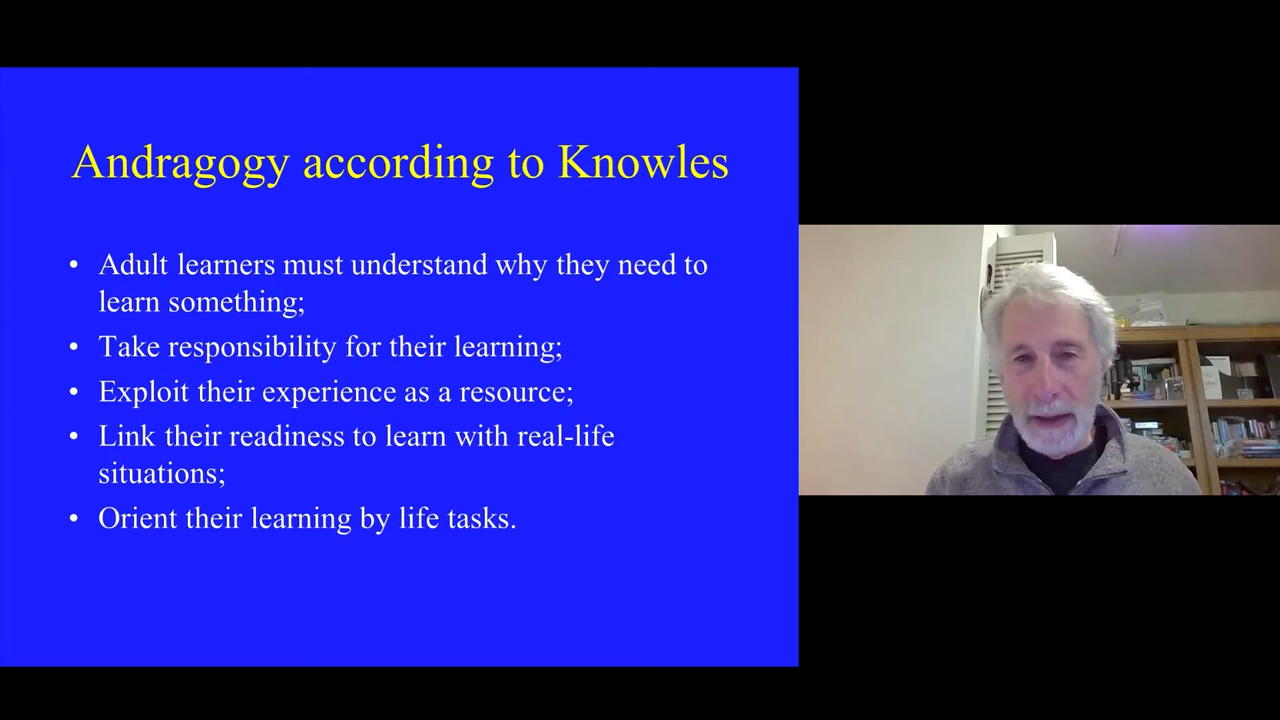 Andragogy according to Knowles
• Adult learners must understand why they need to
learn something;
• Take responsibility for their learning;
• Exploit their experience as a resource;
• Link their readiness to learn with real-life
situations;
• Orient their learning by life tasks.